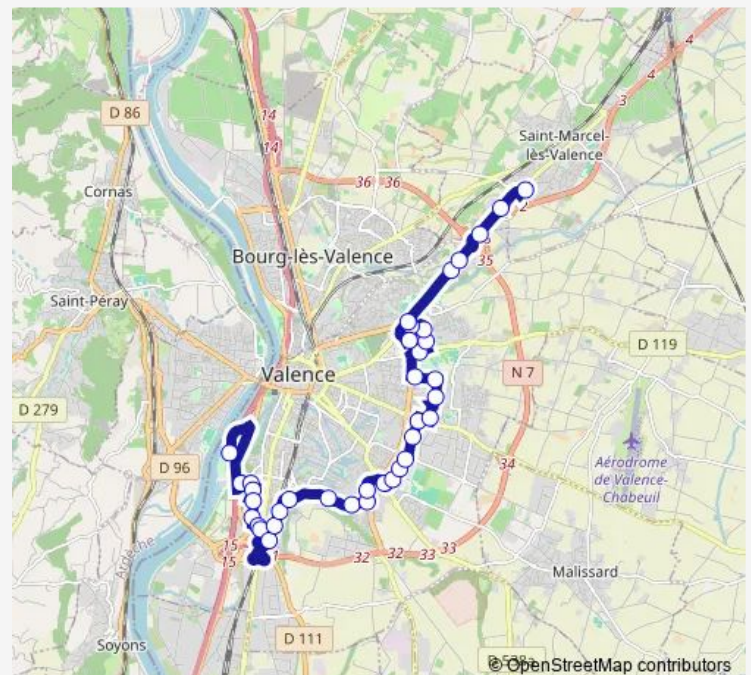 D 86
14
14
4
4
3
Saint-Marcel-
lès-Valence
36
36
Cornas
2
Bourg-lès-Valence
35
Saint-Péray
D 119
Valence
N 7
D 279
D 96
34
Aérodrome
de Valence-
Chabeuil
15
15
Ardèche
32
32
33
33
Malissard
Soyons
D 111
© OpenStreetMap contributors